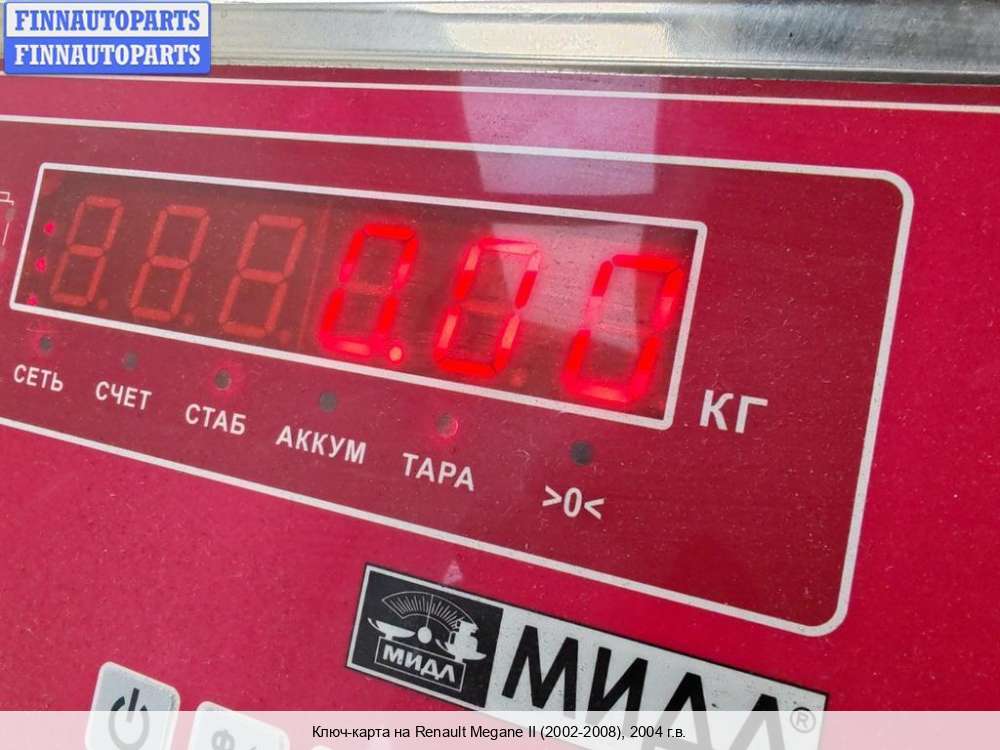 FINNAUTOPARTS
FINNAUTOPARTS
0.00
КГ
СЕТЬ СЧЕТ СТАБ АККУМ ТАРА >0<
МИДЛ
МИДЛ®
Ключ-карта на Renault Megane II (2002-2008), 2004 г.в.